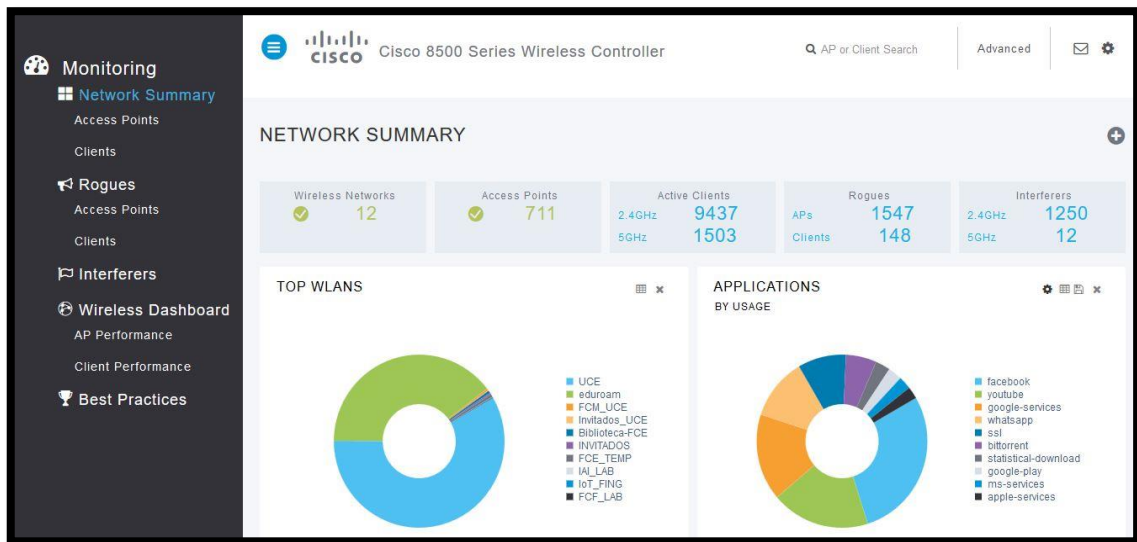 Monitoring
Network Summary
Access Points
Clients
Rogues
Access Points
Clients
Interferers
Wireless Dashboard
AP Performance
Client Performance
Best Practices
CISCO Cisco 8500 Series Wireless Controller
AP or Client Search
Advanced
NETWORK SUMMARY
Wireless Networks
12
Access Points
711
Active Clients
2.4GHz 9437
5GHz 1503
Rogues
APs 1547
Clients 148
Interferers
2.4GHz 1250
5GHz 12
TOP WLANS
UCE
eduroam
FCM_UCE
Invitados_UCE
Biblioteca-FCE
INVITADOS
FCE_TEMP
IAI_LAB
IoT_FING
FCF_LAB
APPLICATIONS
BY USAGE
facebook
youtube
google-services
whatsapp
ssl
bittorrent
statistical-download
google-play
ms-services
apple-services